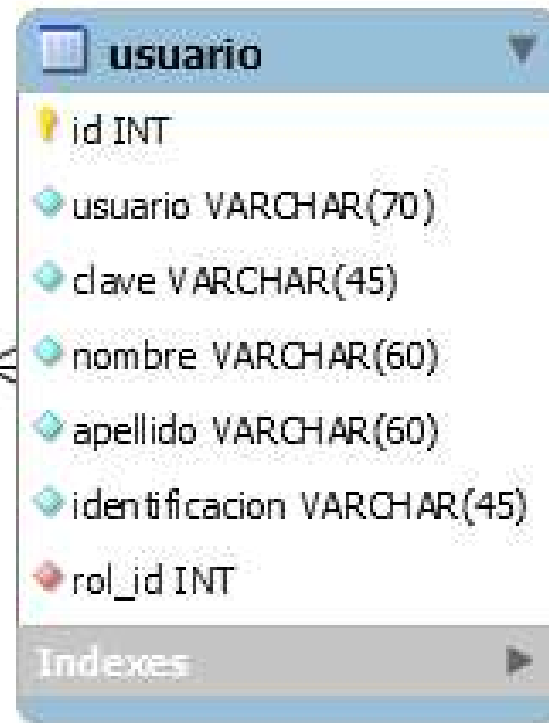 usuario
id INT
usuario VARCHAR(70)
clave VARCHAR(45)
nombre VARCHAR(60)
apellido VARCHAR(60)
identificacion VARCHAR(45)
rol_id INT
Indexes